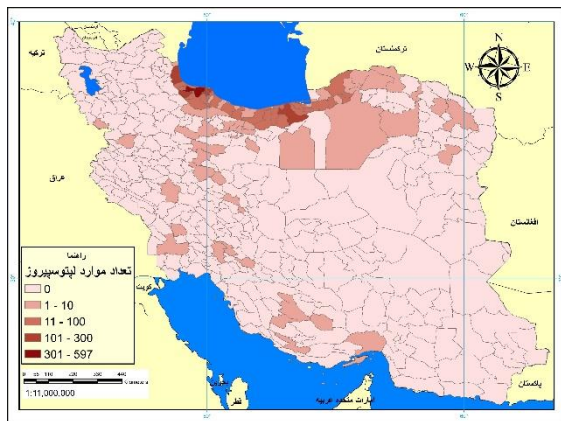 ترکیه
ترکمنستان
N
W E
S
عراق
افغانستان
راهنما
تعداد موارد لپتوسپیروز
0
1 - 10
11 - 100
101 - 300
301 - 597
کویت
پاکستان
قطر
امارات متحده عربیه
1:11,000,000